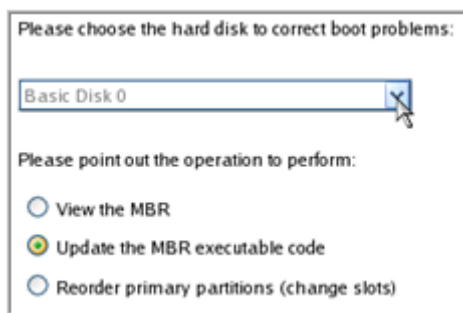 Please choose the hard disk to correct boot problems:
Basic Disk 0
Please point out the operation to perform:
View the MBR
Update the MBR executable code
Reorder primary partitions (change slots)